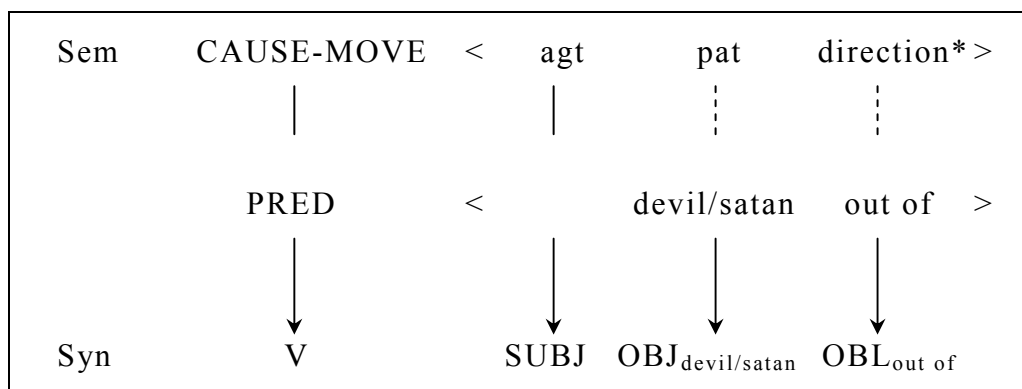 Sem CAUSE-MOVE < agt pat direction* >
PRED < devil/satan out of >
Syn V SUBJ OBJdevil/satan OBLout of